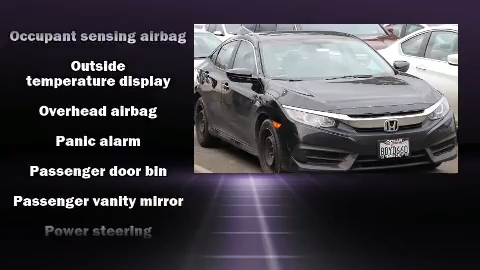 Occupant sensing airbag
Outside
temperature display
Overhead airbag
Panic alarm
Passenger door bin
Passenger vanity mirror
Power steering